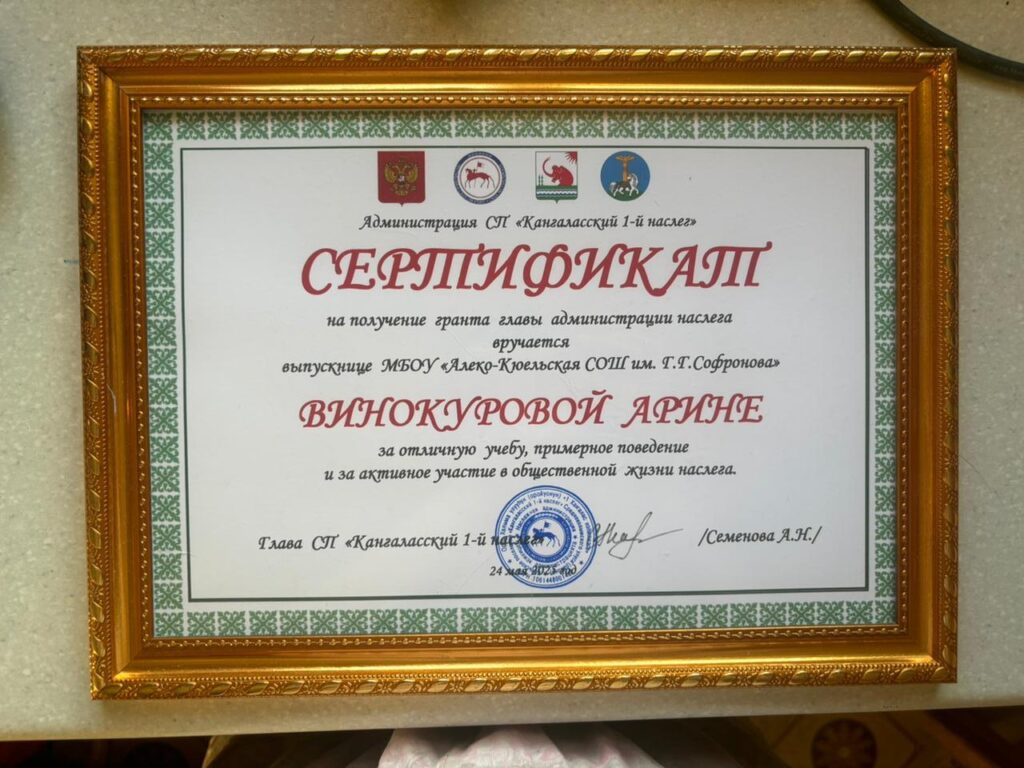 Администрация СП «Кангаласский 1-й наслег»
СЕРТИФИКАТ
на получение гранта главы администрации наслега
вручается
выпускнице МБОУ «Алеко-Кюельская СОШ им. Г.Г.Софронова»
ВИНОКУРОВОЙ АРИНЕ
за отличную учебу, примерное поведение
и за активное участие в общественной жизни наслега.
Глава СП «Кангаласский 1-й наслег» /Семенова А.Н./
24 мая 2025 год